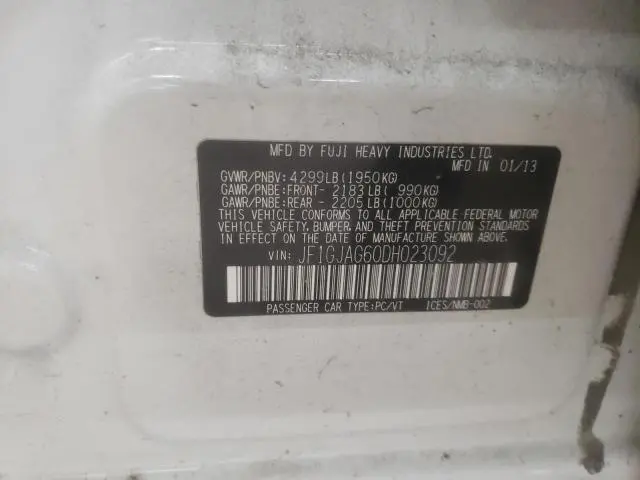 MFD BY FUJI HEAVY INDUSTRIES LTD.
MFD IN 01/13
GVWR/PNBV: 4299LB(1950KG)
GAWR/PNBE:FRONT- 2183LB( 990KG)
GAWR/PNBE:REAR - 2205LB(1000KG)
THIS VEHICLE CONFORMS TO ALL APPLICABLE FEDERAL MOTOR
VEHICLE SAFETY, BUMPER, AND THEFT PREVENTION STANDARDS
IN EFFECT ON THE DATE OF MANUFACTURE SHOWN ABOVE.
VIN: JF1GJAG60DH023092
PASSENGER CAR TYPE:PC/VT ICES/NMB-002